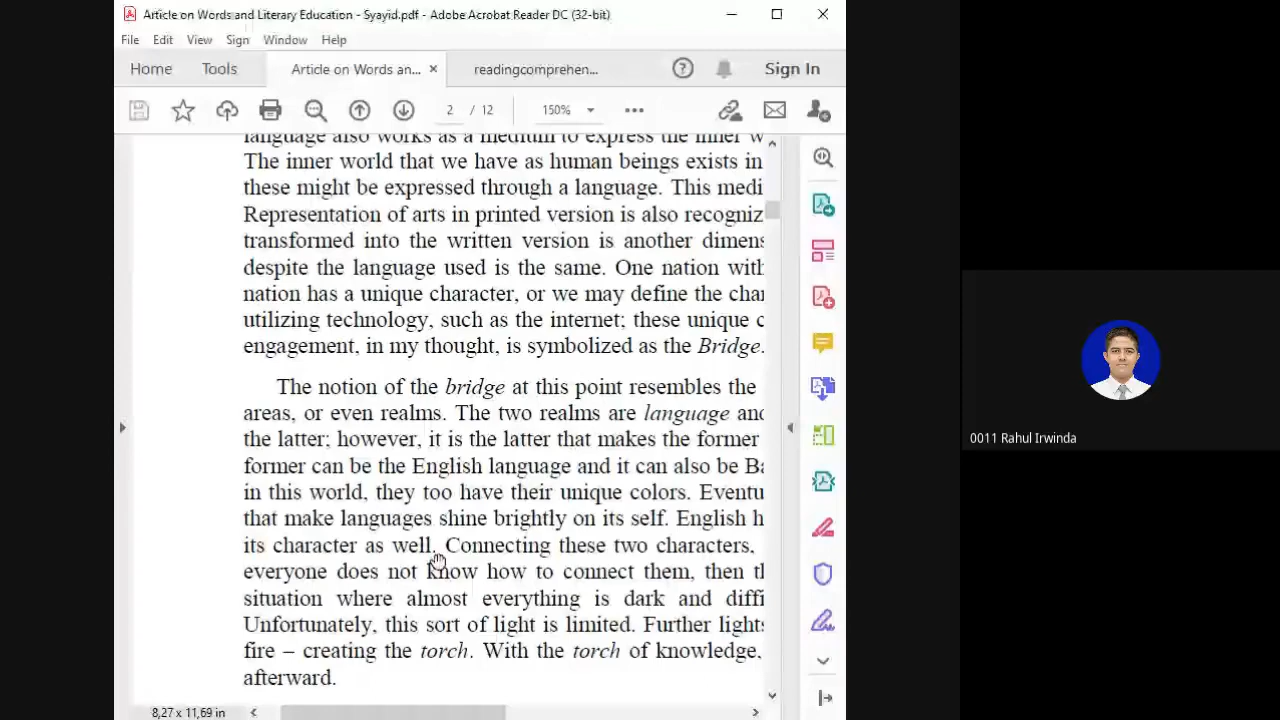 Article on Words and Literary Education - Syayid.pdf - Adobe Acrobat Reader DC (32-bit)
File Edit View Sign Window Help
Home Tools Article on Words an... × readingcomprehen... Sign In
2 / 12 150%
language also works as a medium to express the inner w
The inner world that we have as human beings exists in
these might be expressed through a language. This medi
Representation of arts in printed version is also recogniz
transformed into the written version is another dimens
despite the language used is the same. One nation with
nation has a unique character, or we may define the char
utilizing technology, such as the internet; these unique c
engagement, in my thought, is symbolized as the Bridge.
The notion of the bridge at this point resembles the
areas, or even realms. The two realms are language and
the latter; however, it is the latter that makes the former
former can be the English language and it can also be Ba
in this world, they too have their unique colors. Eventu
that make languages shine brightly on its self. English h
its character as well. Connecting these two characters,
everyone does not know how to connect them, then th
situation where almost everything is dark and diffi
Unfortunately, this sort of light is limited. Further lights
fire – creating the torch. With the torch of knowledge,
afterward.
8,27 x 11,69 in
0011 Rahul Irwinda